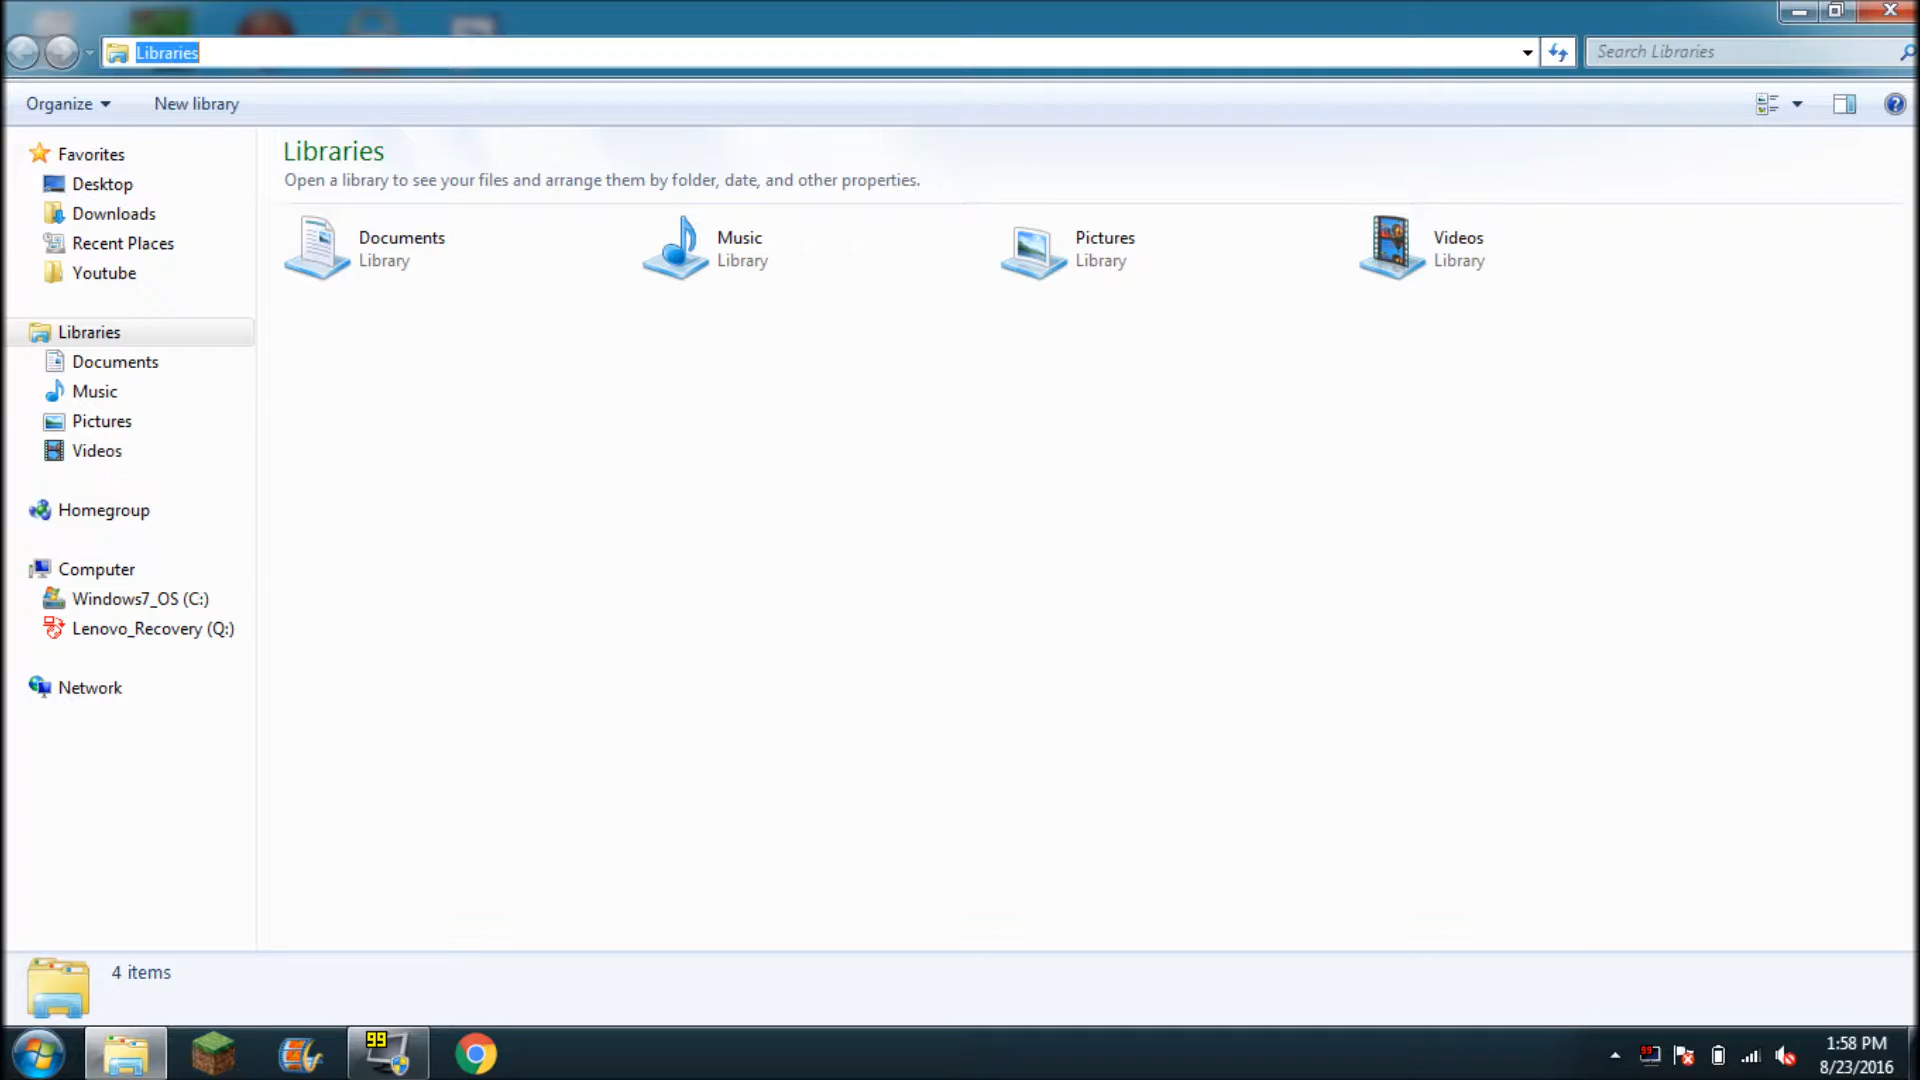 Libraries
Search Libraries
Organize
New library
Favorites
Desktop
Downloads
Recent Places
Youtube
Libraries
Documents
Music
Pictures
Videos
Homegroup
Computer
Windows7_OS (C:)
Lenovo_Recovery (Q:)
Network
Libraries
Open a library to see your files and arrange them by folder, date, and other properties.
Documents
Library
Music
Library
Pictures
Library
Videos
Library
4 items
99
99
1:58 PM
8/23/2016